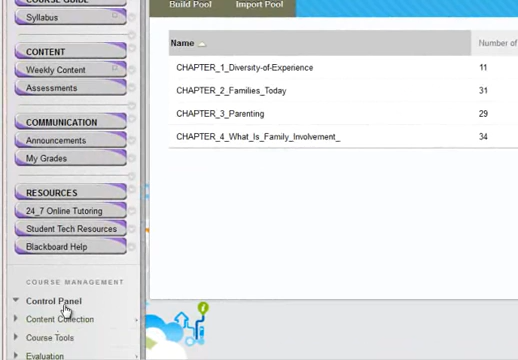 COURSE GUIDE
Syllabus
CONTENT
Weekly Content
Assessments
COMMUNICATION
Announcements
My Grades
RESOURCES
24_7 Online Tutoring
Student Tech Resources
Blackboard Help
COURSE MANAGEMENT
Control Panel
Content Collection
Course Tools
Evaluation
Build Pool Import Pool
Name Number of
CHAPTER_1_Diversity-of-Experience 11
CHAPTER_2_Families_Today 31
CHAPTER_3_Parenting 29
CHAPTER_4_What_Is_Family_Involvement_ 34